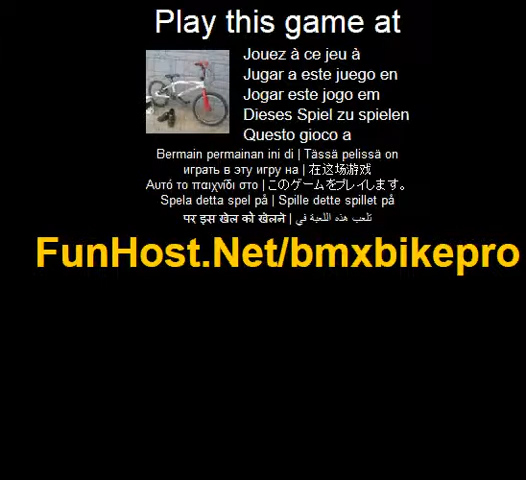 Play this game at
Jouez à ce jeu à
Jugar a este juego en
Jogar este jogo em
Dieses Spiel zu spielen
Questo gioco a
Bermain permainan ini di | Tässä pelissä on
играть в эту игру на | 在这场游戏
Αυτό το παιχνίδι στο | このゲームをプレイします。
Spela detta spel på | Spille dette spillet på
पर इस खेल को खेलने | تلعب هذه اللعبة في
FunHost.Net/bmxbikepro